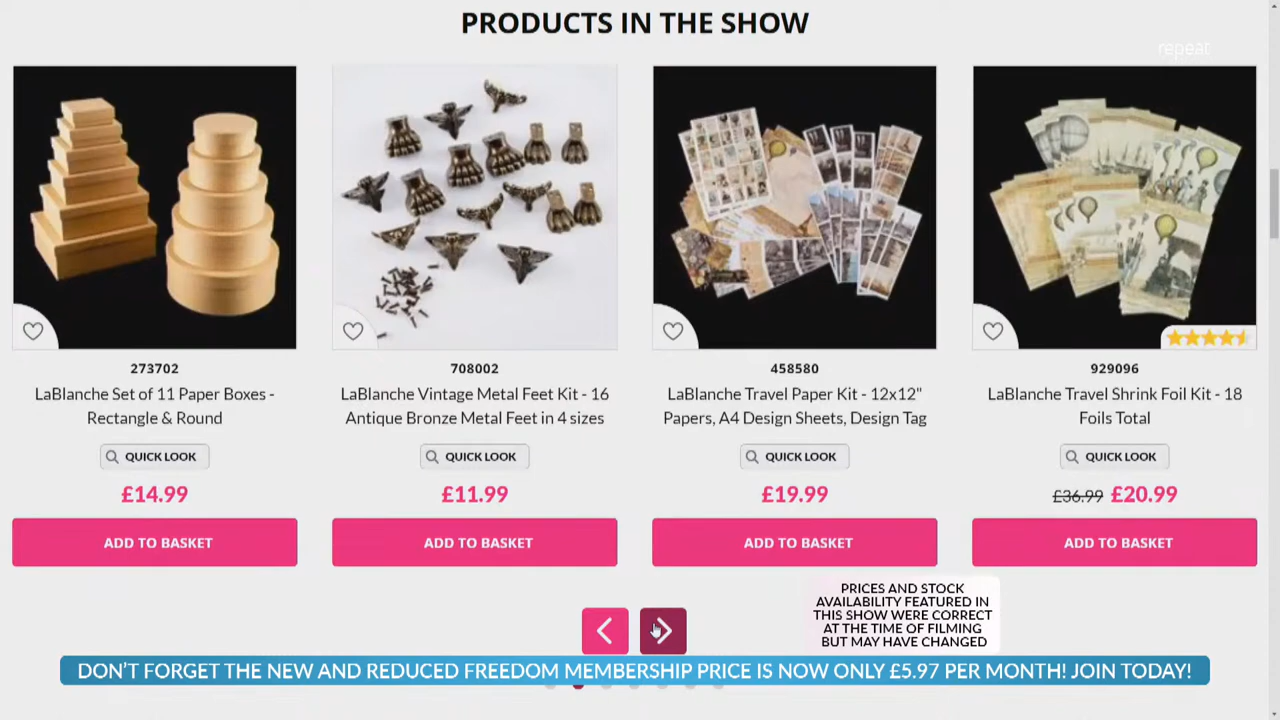 PRODUCTS IN THE SHOW
repeat
273702
LaBlanche Set of 11 Paper Boxes -
Rectangle & Round
QUICK LOOK
£14.99
ADD TO BASKET
708002
LaBlanche Vintage Metal Feet Kit - 16
Antique Bronze Metal Feet in 4 sizes
QUICK LOOK
£11.99
ADD TO BASKET
458580
LaBlanche Travel Paper Kit - 12x12"
Papers, A4 Design Sheets, Design Tag
QUICK LOOK
£19.99
ADD TO BASKET
929096
LaBlanche Travel Shrink Foil Kit - 18
Foils Total
QUICK LOOK
£36.99 £20.99
ADD TO BASKET
PRICES AND STOCK
AVAILABILITY FEATURED IN
THIS SHOW WERE CORRECT
AT THE TIME OF FILMING
BUT MAY HAVE CHANGED
DON'T FORGET THE NEW AND REDUCED FREEDOM MEMBERSHIP PRICE IS NOW ONLY £5.97 PER MONTH! JOIN TODAY!